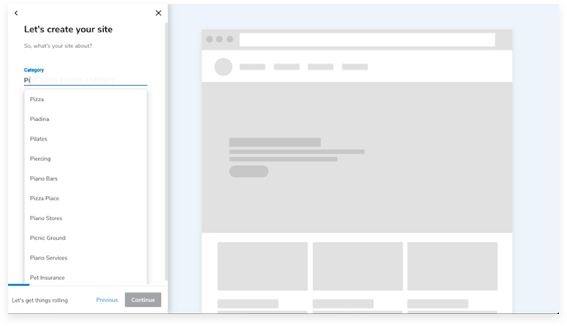 Let's create your site
So, what's your site about?
Category
Pi
Pizza
Piadina
Pilates
Piercing
Piano Bars
Pizza Place
Piano Stores
Picnic Ground
Piano Services
Pet Insurance
Let's get things rolling
Previous
Continue